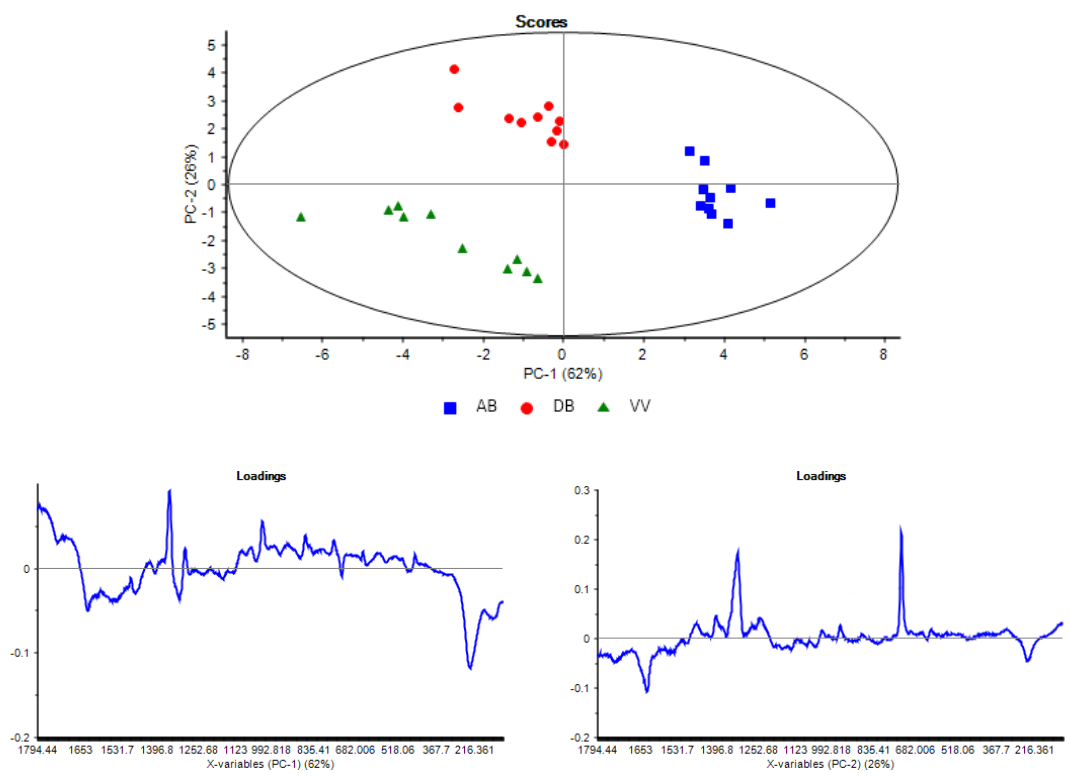 Scores
PC-2 (26%)
5
4
3
2
1
0
-1
-2
-3
-4
-5
-8 -6 -4 -2 0 2 4 6 8
PC-1 (62%)
AB DB VV
Loadings
0
-0.1
-0.2
1794.44 1653 1531.7 1396.8 1252.68 1123 992.818 835.41 682.006 518.06 367.7 216.361
X-variables (PC-1) (62%)
Loadings
0.3
0.2
0.1
0
-0.1
-0.2
1794.44 1653 1531.7 1396.8 1252.68 1123 992.818 835.41 682.006 518.06 367.7 216.361
X-variables (PC-2) (26%)